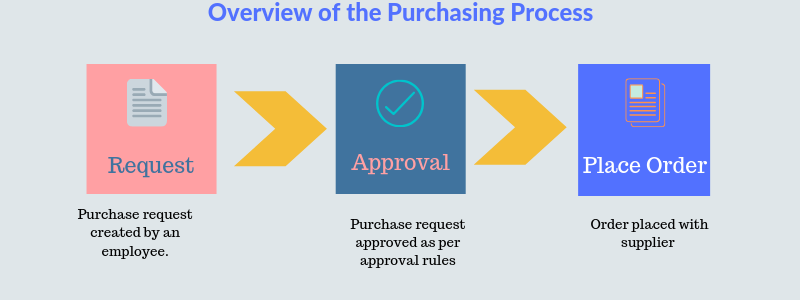 Overview of the Purchasing Process
Request
Approval
Place Order
Purchase request
created by an
employee.
Purchase request
approved as per
approval rules
Order placed with
supplier